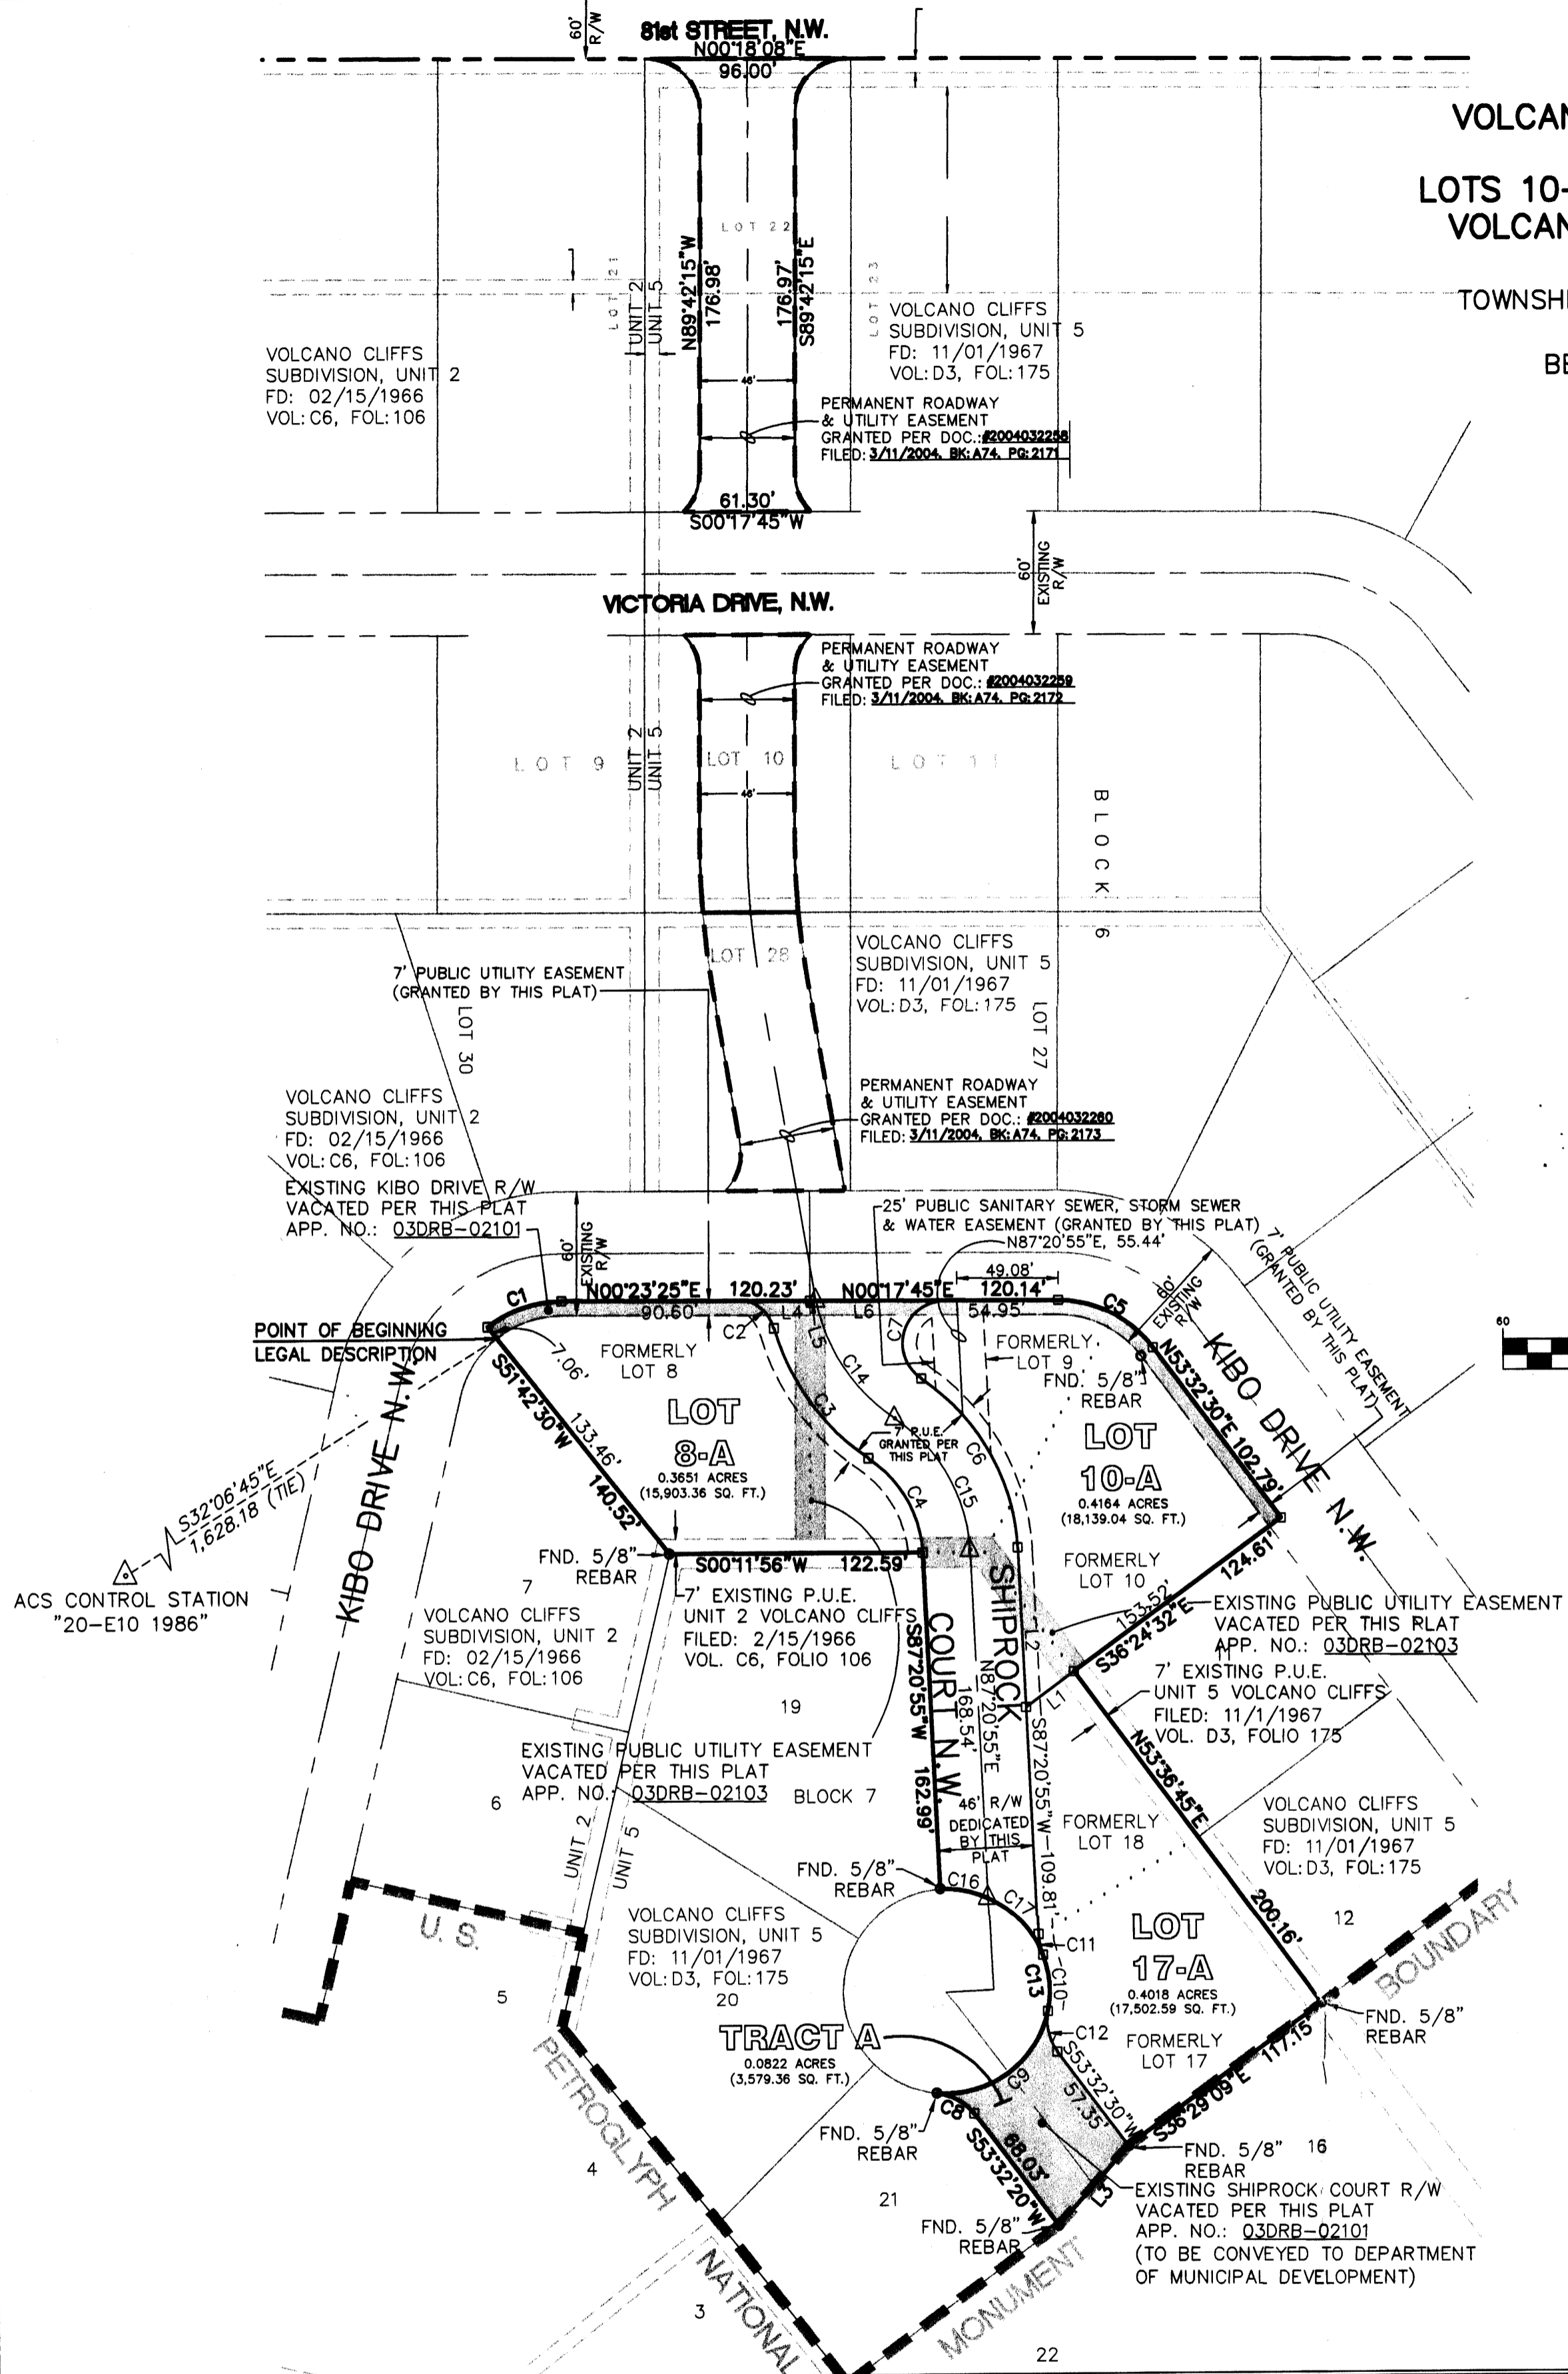 60'
R/W
81st STREET, N.W.
N00°18'08"E
96.00'
VOLCAN
LOTS 10-
VOLCAN
TOWNSHI
BE
LOT 22
LOT 21
UNIT 2
UNIT 5
N89°42'15"W
176.98'
176.97'
S89°42'15"E
LOT 23
VOLCANO CLIFFS
SUBDIVISION, UNIT 5
FD: 11/01/1967
VOL: D3, FOL: 175
VOLCANO CLIFFS
SUBDIVISION, UNIT 2
FD: 02/15/1966
VOL: C6, FOL: 106
46'
PERMANENT ROADWAY
& UTILITY EASEMENT
GRANTED PER DOC.: #2004032258
FILED: 3/11/2004, BK: A74, PG: 2171
61.30'
S00°17'45"W
60'
EXISTING
R/W
VICTORIA DRIVE, N.W.
PERMANENT ROADWAY
& UTILITY EASEMENT
GRANTED PER DOC.: #2004032259
FILED: 3/11/2004, BK: A74, PG: 2172
LOT 9
UNIT 2
UNIT 5
LOT 10
LOT 11
46'
BLOCK 6
LOT 28
VOLCANO CLIFFS
SUBDIVISION, UNIT 5
FD: 11/01/1967
VOL: D3, FOL: 175
7' PUBLIC UTILITY EASEMENT
(GRANTED BY THIS PLAT)
LOT 30
LOT 27
VOLCANO CLIFFS
SUBDIVISION, UNIT 2
FD: 02/15/1966
VOL: C6, FOL: 106
PERMANENT ROADWAY
& UTILITY EASEMENT
GRANTED PER DOC.: #2004032260
FILED: 3/11/2004, BK: A74, PG: 2173
EXISTING KIBO DRIVE R/W
VACATED PER THIS PLAT
APP. NO.: 03DRB-02101
60'
EXISTING
R/W
25' PUBLIC SANITARY SEWER, STORM SEWER
& WATER EASEMENT (GRANTED BY THIS PLAT)
N87°20'55"E, 55.44'
7' PUBLIC UTILITY EASEMENT
(GRANTED BY THIS PLAT)
49.08'
C1
N00°23'25"E 120.23'
N00°17'45"E 120.14'
C5
60'
EXISTING
R/W
90.60'
L4
L6
54.95'
POINT OF BEGINNING
LEGAL DESCRIPTION
C2
L5
C7
7.06'
FORMERLY
LOT 8
C14
FORMERLY
LOT 9
FND. 5/8"
REBAR
N53°32'30"E 102.79'
KIBO DRIVE N.W.
S51°42'30"W
133.46'
140.52'
LOT
8-A
0.3651 ACRES
(15,903.36 SQ. FT.)
C3
7' P.U.E.
GRANTED PER
THIS PLAT
C6
C15
C4
LOT
10-A
0.4164 ACRES
(18,139.04 SQ. FT.)
KIBO DRIVE N.W.
S32°06'45"E
1,628.18 (TIE)
ACS CONTROL STATION
"20-E10 1986"
FND. 5/8"
REBAR
S00°11'56"W 122.59'
FORMERLY
LOT 10
124.61'
153.52'
S36°24'32"E
7
7' EXISTING P.U.E.
UNIT 2 VOLCANO CLIFFS
FILED: 2/15/1966
VOL. C6, FOLIO 106
VOLCANO CLIFFS
SUBDIVISION, UNIT 2
FD: 02/15/1966
VOL: C6, FOL: 106
SHIPROCK
COURT N.W.
L2
L1
EXISTING PUBLIC UTILITY EASEMENT
VACATED PER THIS PLAT
APP. NO.: 03DRB-02103
11
7' EXISTING P.U.E.
UNIT 5 VOLCANO CLIFFS
FILED: 11/1/1967
VOL. D3, FOLIO 175
19
S87°20'55"W 162.99'
N87°20'55"E
168.54'
S87°20'55"W 109.81'
N53°36'45"E
200.16'
EXISTING PUBLIC UTILITY EASEMENT
VACATED PER THIS PLAT
APP. NO.: 03DRB-02103
BLOCK 7
6
46' R/W
DEDICATED
BY THIS
PLAT
FORMERLY
LOT 18
VOLCANO CLIFFS
SUBDIVISION, UNIT 5
FD: 11/01/1967
VOL: D3, FOL: 175
UNIT 2
UNIT 5
FND. 5/8"
REBAR
C16
C17
U.S.
VOLCANO CLIFFS
SUBDIVISION, UNIT 5
FD: 11/01/1967
VOL: D3, FOL: 175
20
5
C11
C13
C10
C12
LOT
17-A
0.4018 ACRES
(17,502.59 SQ. FT.)
12
BOUNDARY
FND. 5/8"
REBAR
TRACT A
0.0822 ACRES
(3,579.36 SQ. FT.)
FORMERLY
LOT 17
117.15'
S36°29'09"E
C9
S53°32'30"W
57.35'
C8
PETROGLYPH
FND. 5/8"
REBAR
68.03'
S53°32'20"W
FND. 5/8"
REBAR
16
4
21
L3
EXISTING SHIPROCK COURT R/W
VACATED PER THIS PLAT
APP. NO.: 03DRB-02101
(TO BE CONVEYED TO DEPARTMENT
OF MUNICIPAL DEVELOPMENT)
FND. 5/8"
REBAR
NATIONAL
MONUMENT
3
22
60